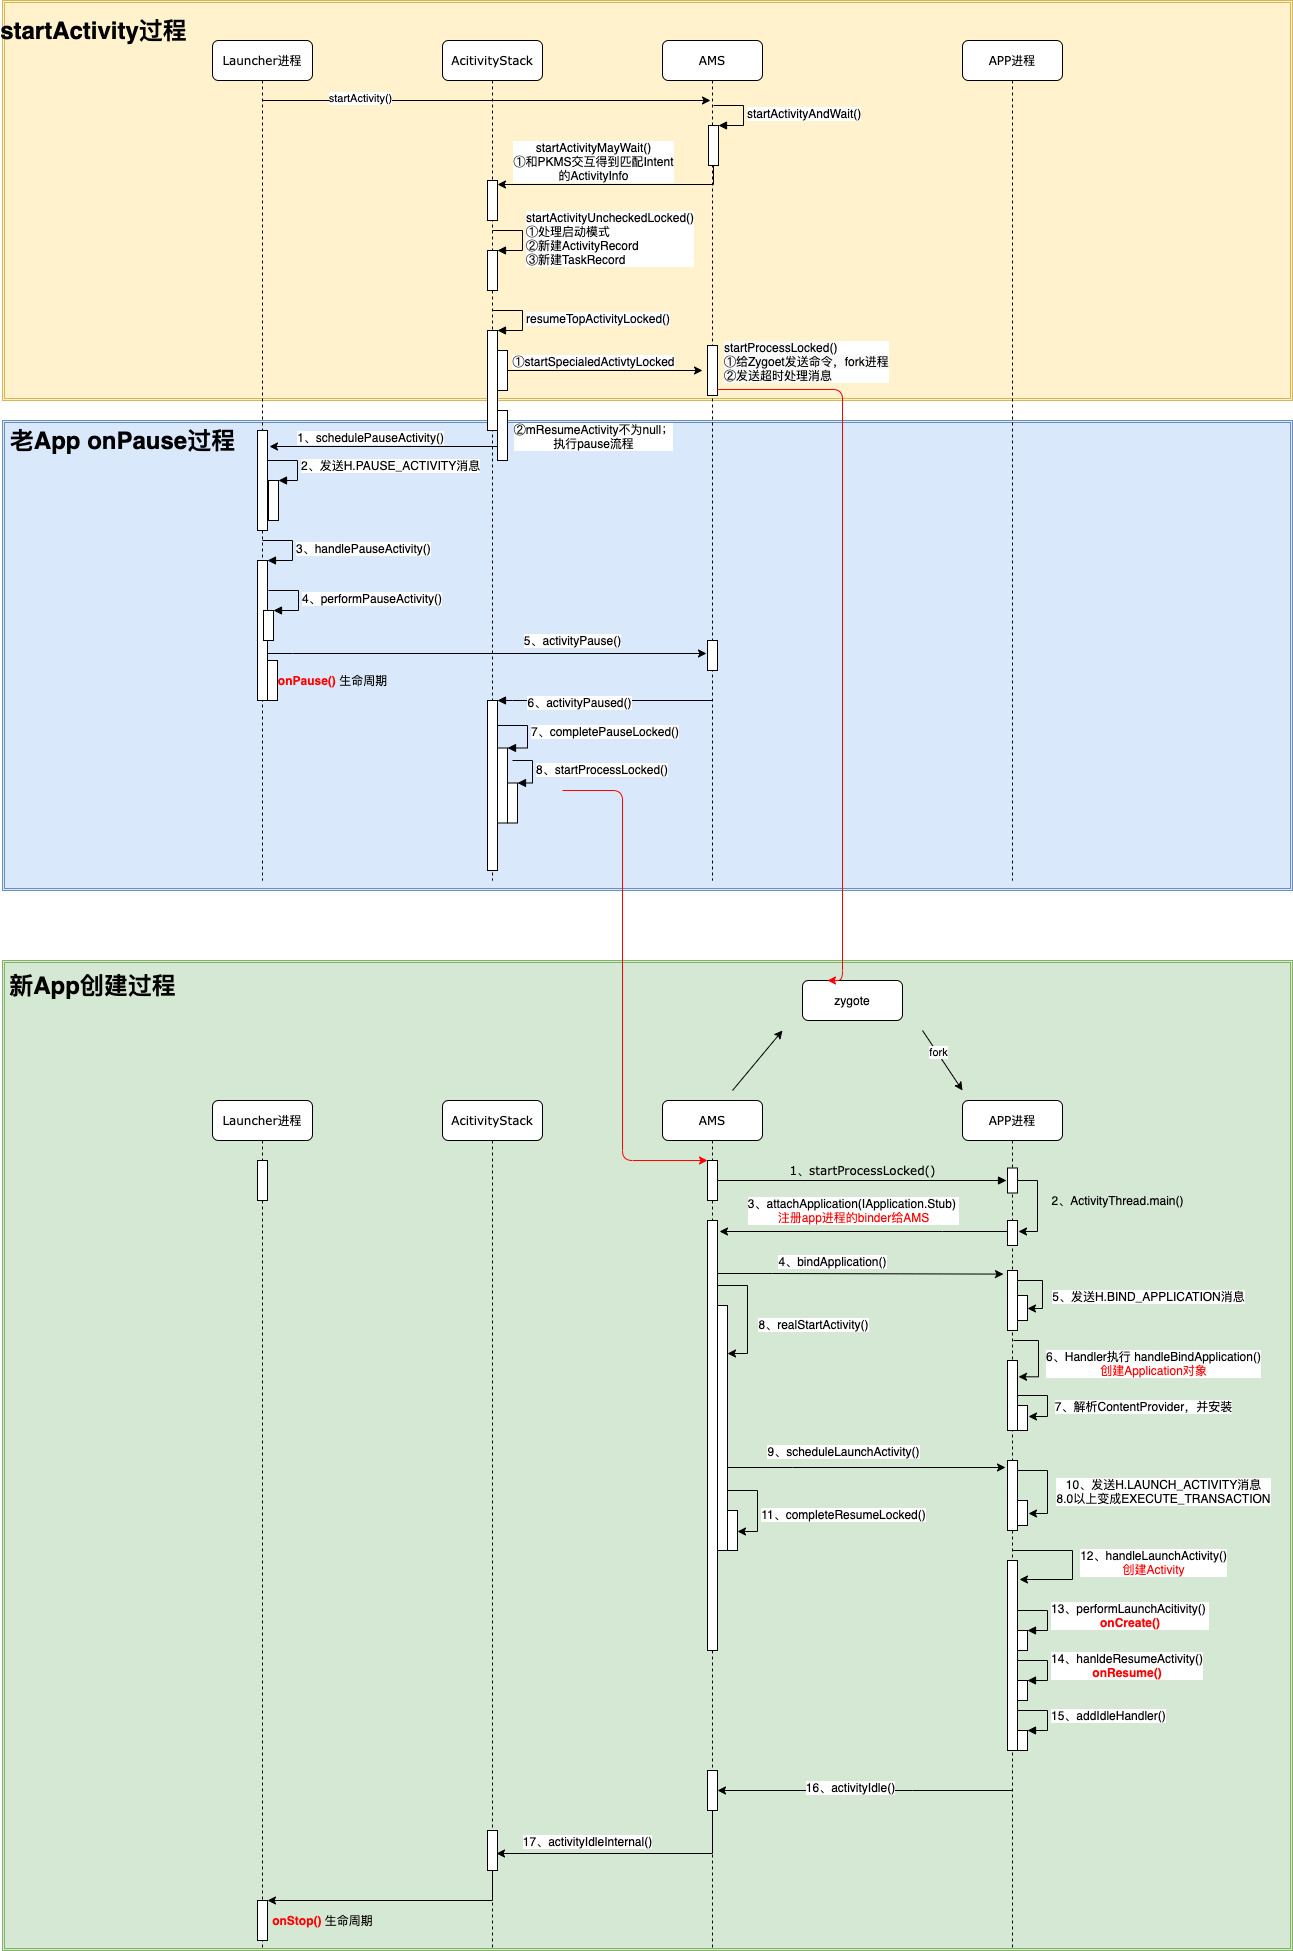 startActivity过程
Launcher进程
AcitivityStack
AMS
APP进程
startActivity()
startActivityAndWait()
startActivityMayWait()
①和PKMS交互得到匹配Intent
的ActivityInfo
startActivityUncheckedLocked()
①处理启动模式
②新建ActivityRecord
③新建TaskRecord
resumeTopActivityLocked()
①startSpecialedActivtyLocked
startProcessLocked()
①给Zygoet发送命令，fork进程
②发送超时处理消息
老App onPause过程
②mResumeActivity不为null；
执行pause流程
1、schedulePauseActivity()
2、发送H.PAUSE_ACTIVITY消息
3、handlePauseActivity()
4、performPauseActivity()
5、activityPause()
onPause() 生命周期
6、activityPaused()
7、completePauseLocked()
8、startProcessLocked()
新App创建过程
zygote
fork
Launcher进程
AcitivityStack
AMS
APP进程
1、startProcessLocked()
2、ActivityThread.main()
3、attachApplication(IApplication.Stub)
注册app进程的binder给AMS
4、bindApplication()
5、发送H.BIND_APPLICATION消息
8、realStartActivity()
6、Handler执行 handleBindApplication()
创建Application对象
7、解析ContentProvider，并安装
9、scheduleLaunchActivity()
10、发送H.LAUNCH_ACTIVITY消息
8.0以上变成EXECUTE_TRANSACTION
11、completeResumeLocked()
12、handleLaunchActivity()
创建Activity
13、performLaunchAcitivity()
onCreate()
14、hanldeResumeActivity()
onResume()
15、addIdleHandler()
16、activityIdle()
17、activityIdleInternal()
onStop() 生命周期